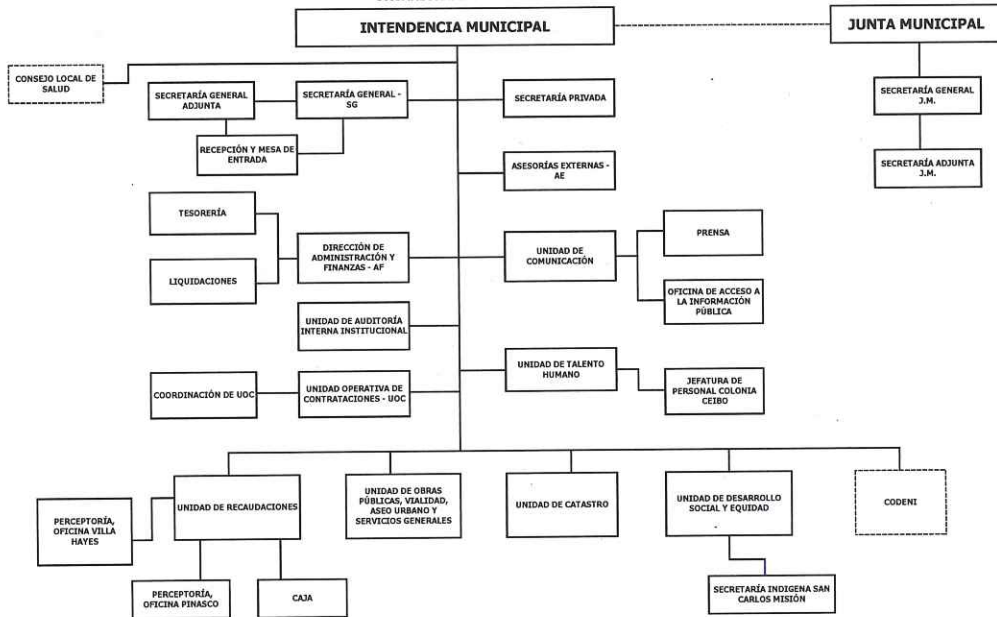 INTENDENCIA MUNICIPAL
JUNTA MUNICIPAL
CONSEJO LOCAL DE
SALUD
SECRETARÍA GENERAL
ADJUNTA
SECRETARÍA GENERAL -
SG
SECRETARÍA PRIVADA
SECRETARÍA GENERAL
J.M.
RECEPCIÓN Y MESA DE
ENTRADA
ASESORÍAS EXTERNAS -
AE
SECRETARÍA ADJUNTA
J.M.
TESORERÍA
LIQUIDACIONES
DIRECCIÓN DE
ADMINISTRACIÓN Y
FINANZAS - AF
UNIDAD DE
COMUNICACIÓN
PRENSA
OFICINA DE ACCESO A
LA INFORMACIÓN
PÚBLICA
UNIDAD DE AUDITORÍA
INTERNA INSTITUCIONAL
UNIDAD DE TALENTO
HUMANO
JEFATURA DE
PERSONAL COLONIA
CEIBO
COORDINACIÓN DE UOC
UNIDAD OPERATIVA DE
CONTRATACIONES - UOC
UNIDAD DE RECAUDACIONES
UNIDAD DE OBRAS
PÚBLICAS, VIALIDAD,
ASEO URBANO Y
SERVICIOS GENERALES
UNIDAD DE CATASTRO
UNIDAD DE DESARROLLO
SOCIAL Y EQUIDAD
CODENI
PERCEPTORÍA,
OFICINA VILLA
HAYES
PERCEPTORÍA,
OFICINA PINASCO
CAJA
SECRETARÍA INDIGENA SAN
CARLOS MISIÓN